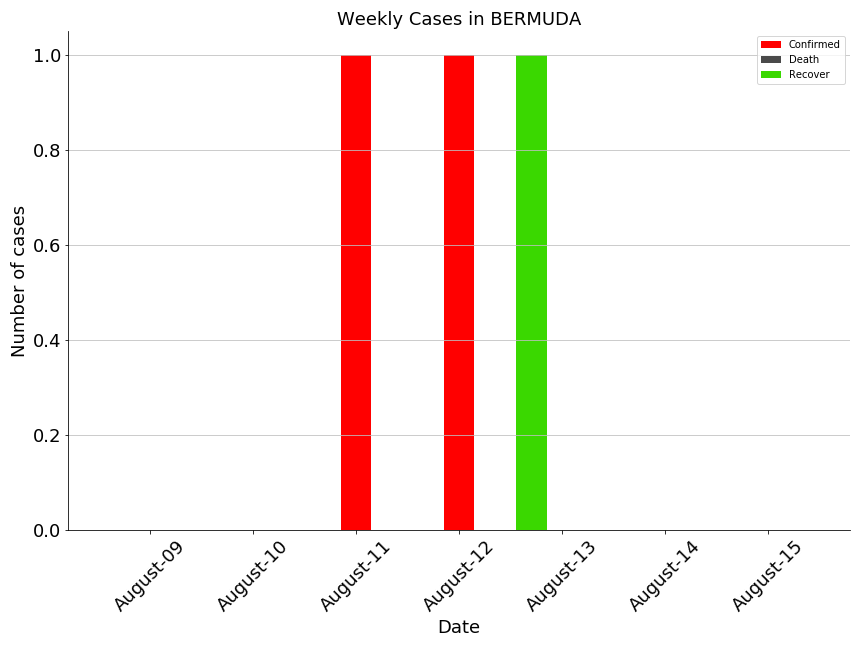 Weekly Cases in BERMUDA
Confirmed
Death
Recover
1.0
0.8
0.6
0.4
0.2
0.0
Number of cases
August-09
August-10
August-11
August-12
August-13
August-14
August-15
Date